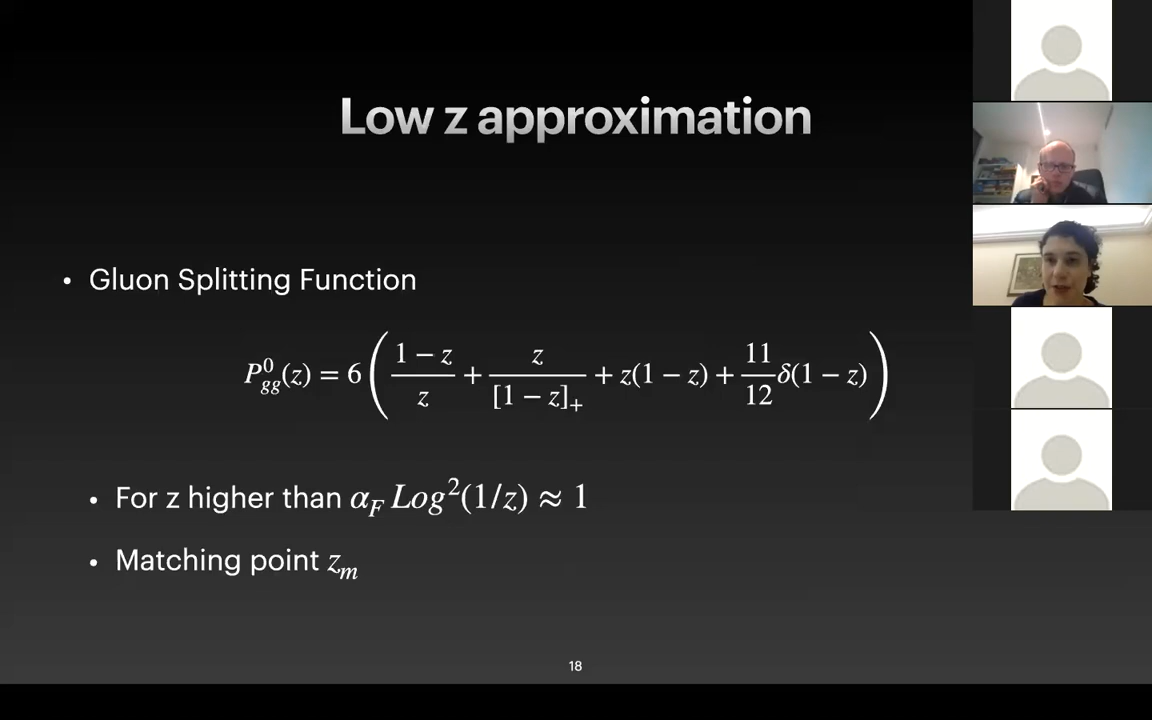 Low z approximation
• Gluon Splitting Function
P⁰_gg(z) = 6 ( (1 − z)/z + z/[1 − z]₊ + z(1 − z) + (11/12) δ(1 − z) )
• For z higher than α_F Log²(1/z) ≈ 1
• Matching point z_m
18